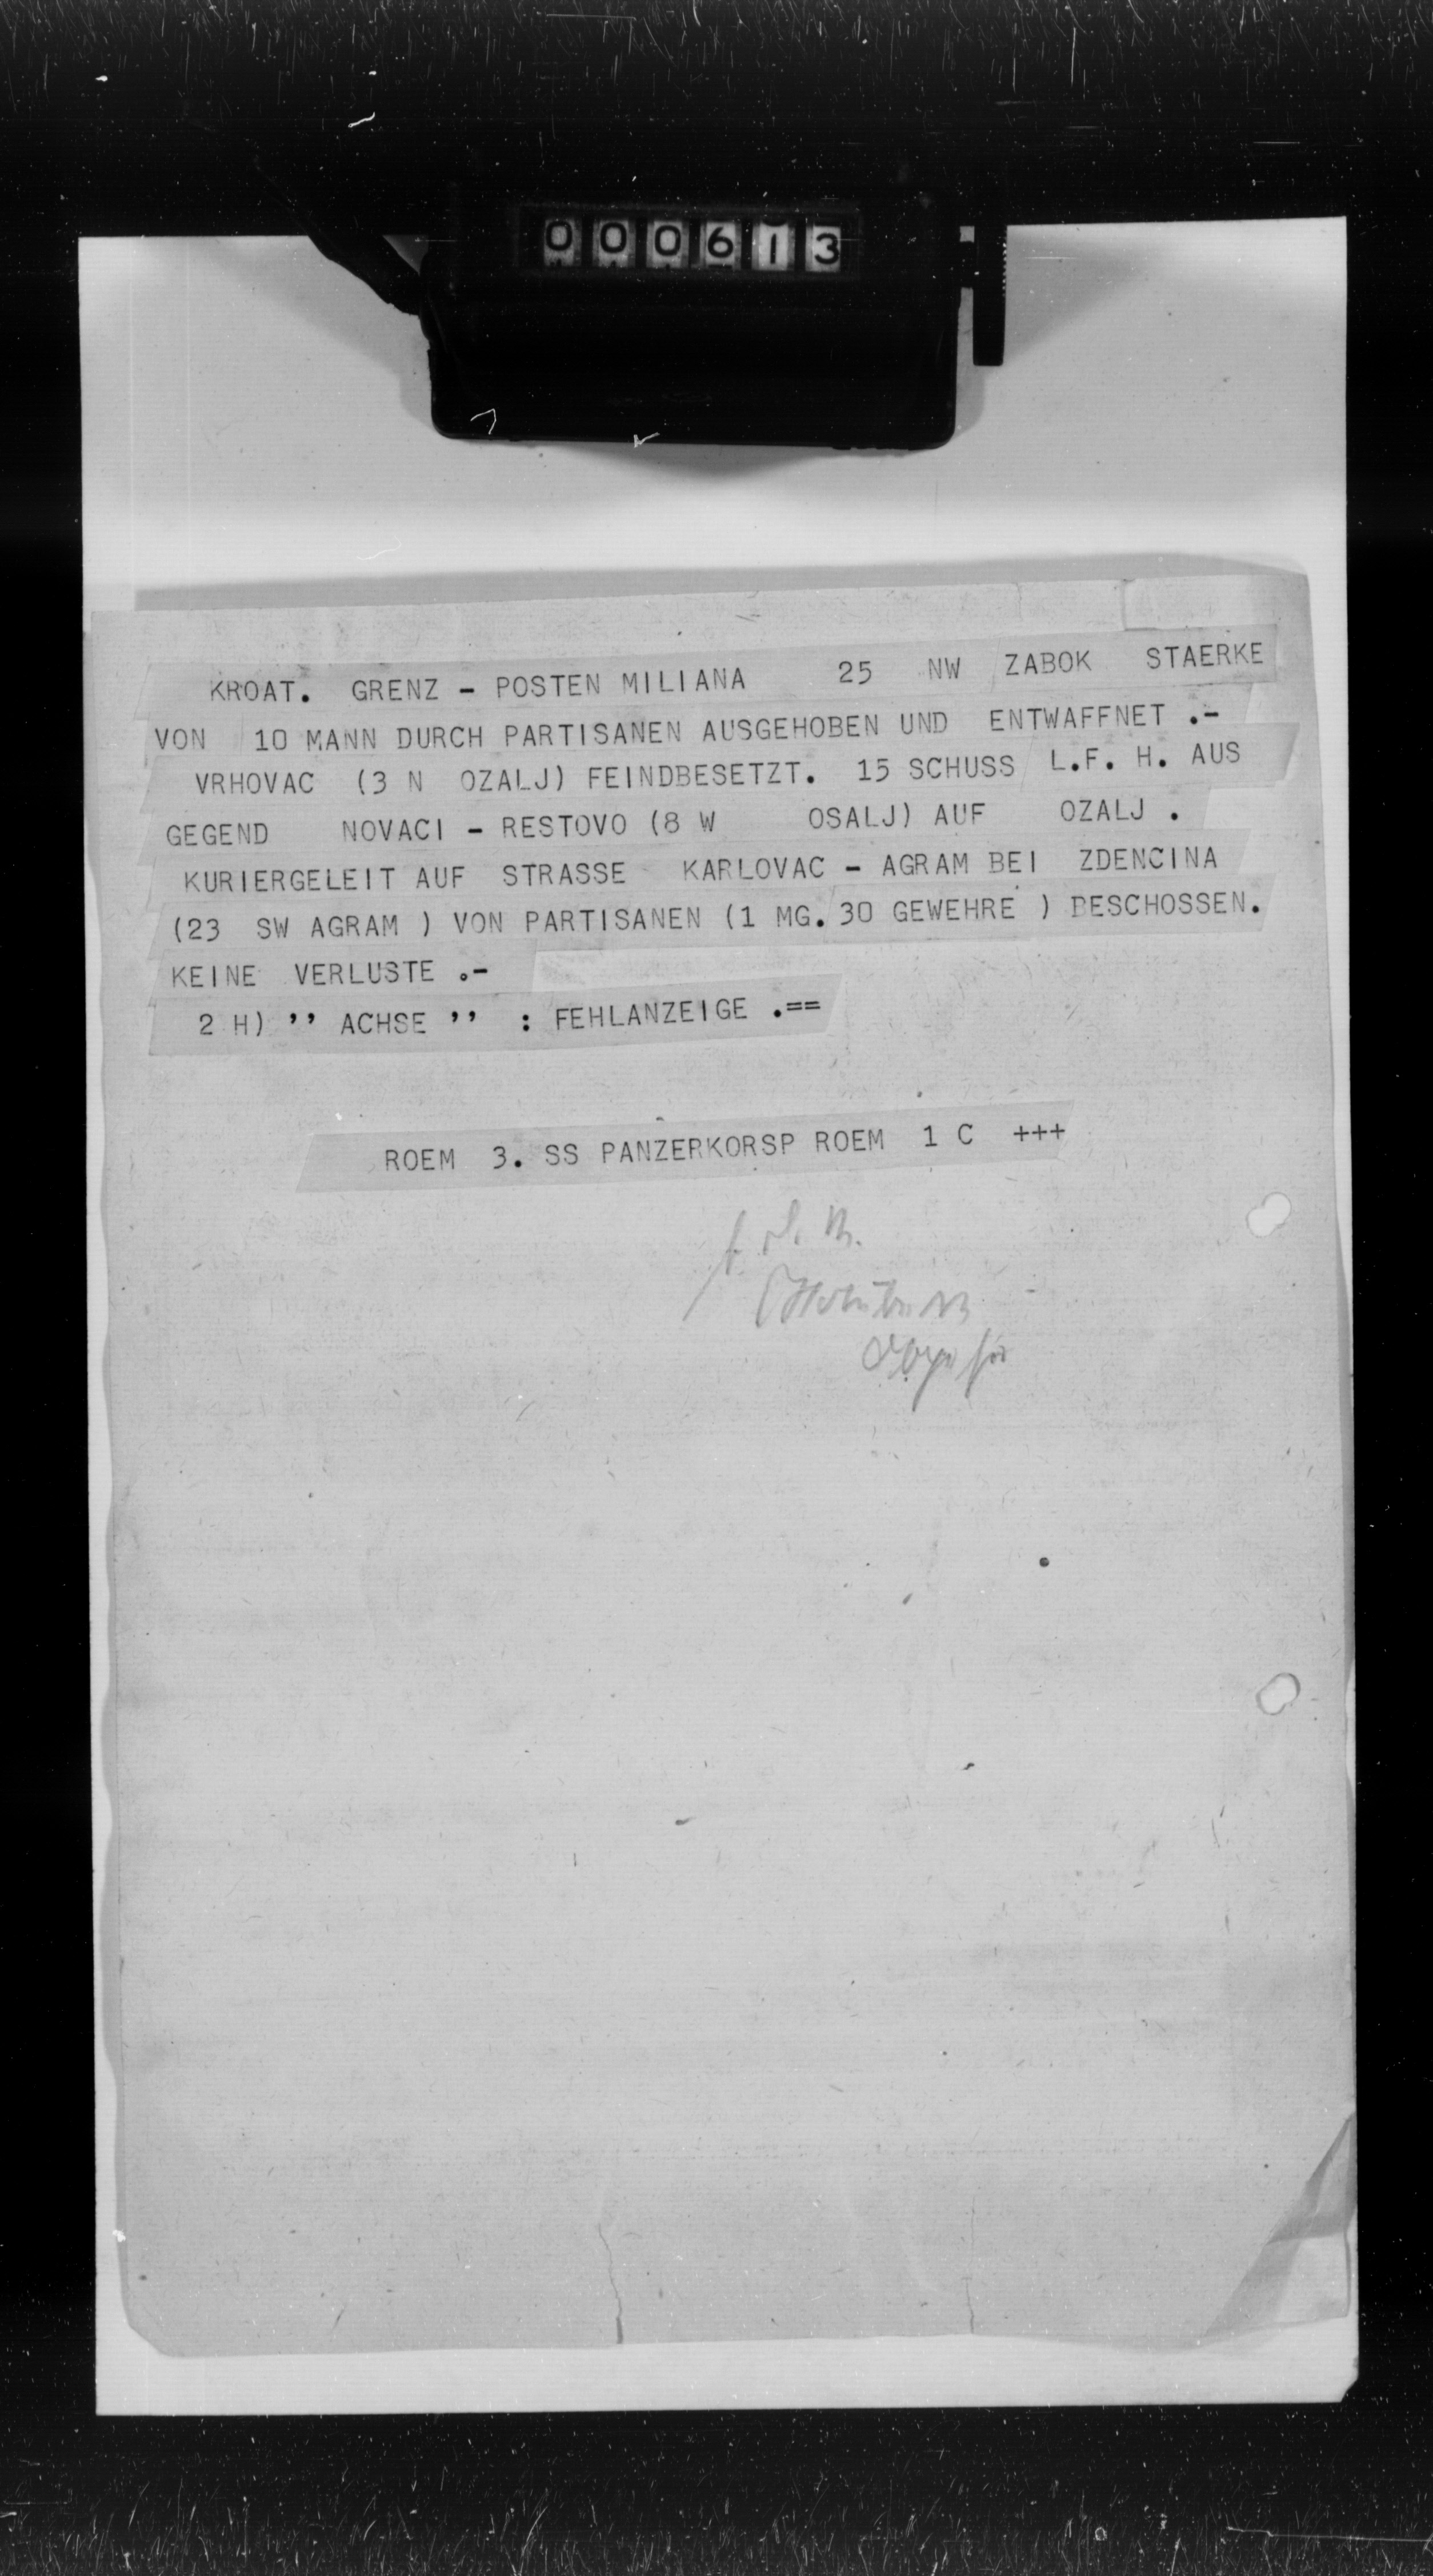 000613
KROAT. GRENZ - POSTEN MILIANA 25 NW ZABOK STAERKE
VON 10 MANN DURCH PARTISANEN AUSGEHOBEN UND ENTWAFFNET .-
VRHOVAC (3 N OZALJ) FEINDBESETZT. 15 SCHUSS L.F. H. AUS
GEGEND NOVACI - RESTOVO (8 W OSALJ) AUF OZALJ .
KURIERGELEIT AUF STRASSE KARLOVAC - AGRAM BEI ZDENCINA
(23 SW AGRAM ) VON PARTISANEN (1 MG. 30 GEWEHRE ) BESCHOSSEN.
KEINE VERLUSTE .-
2 H) '' ACHSE '' : FEHLANZEIGE .==
ROEM 3. SS PANZERKORSP ROEM 1 C +++